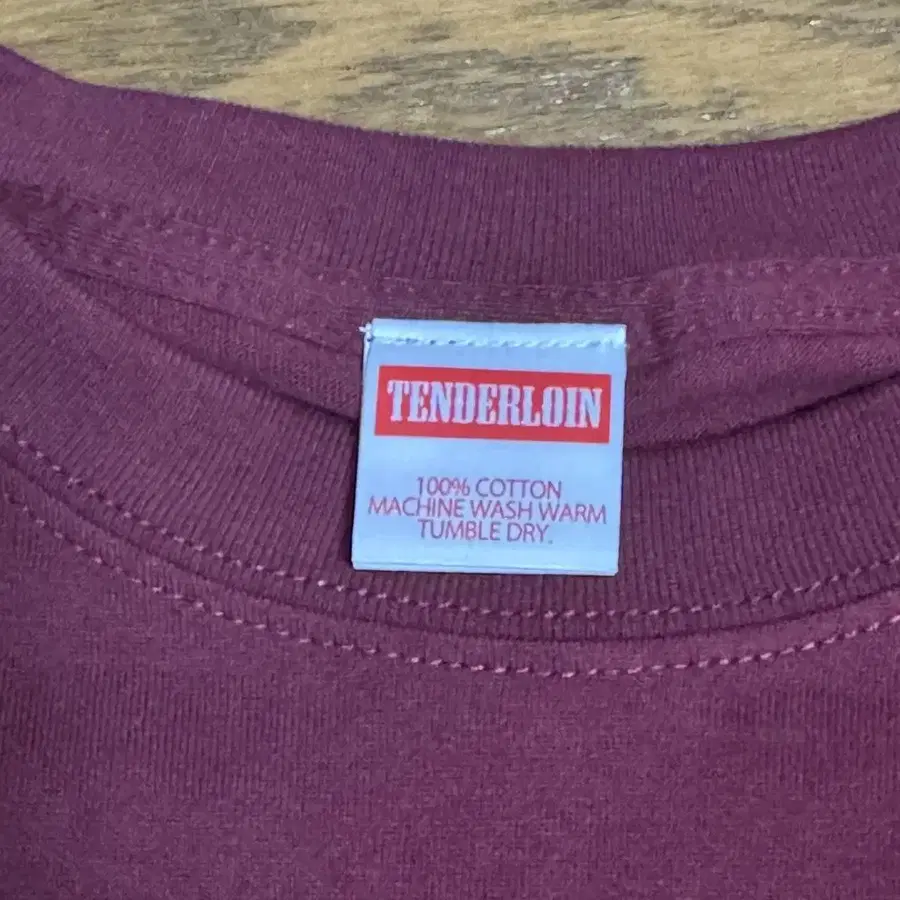 TENDERLOIN
100% COTTON
MACHINE WASH WARM
TUMBLE DRY.